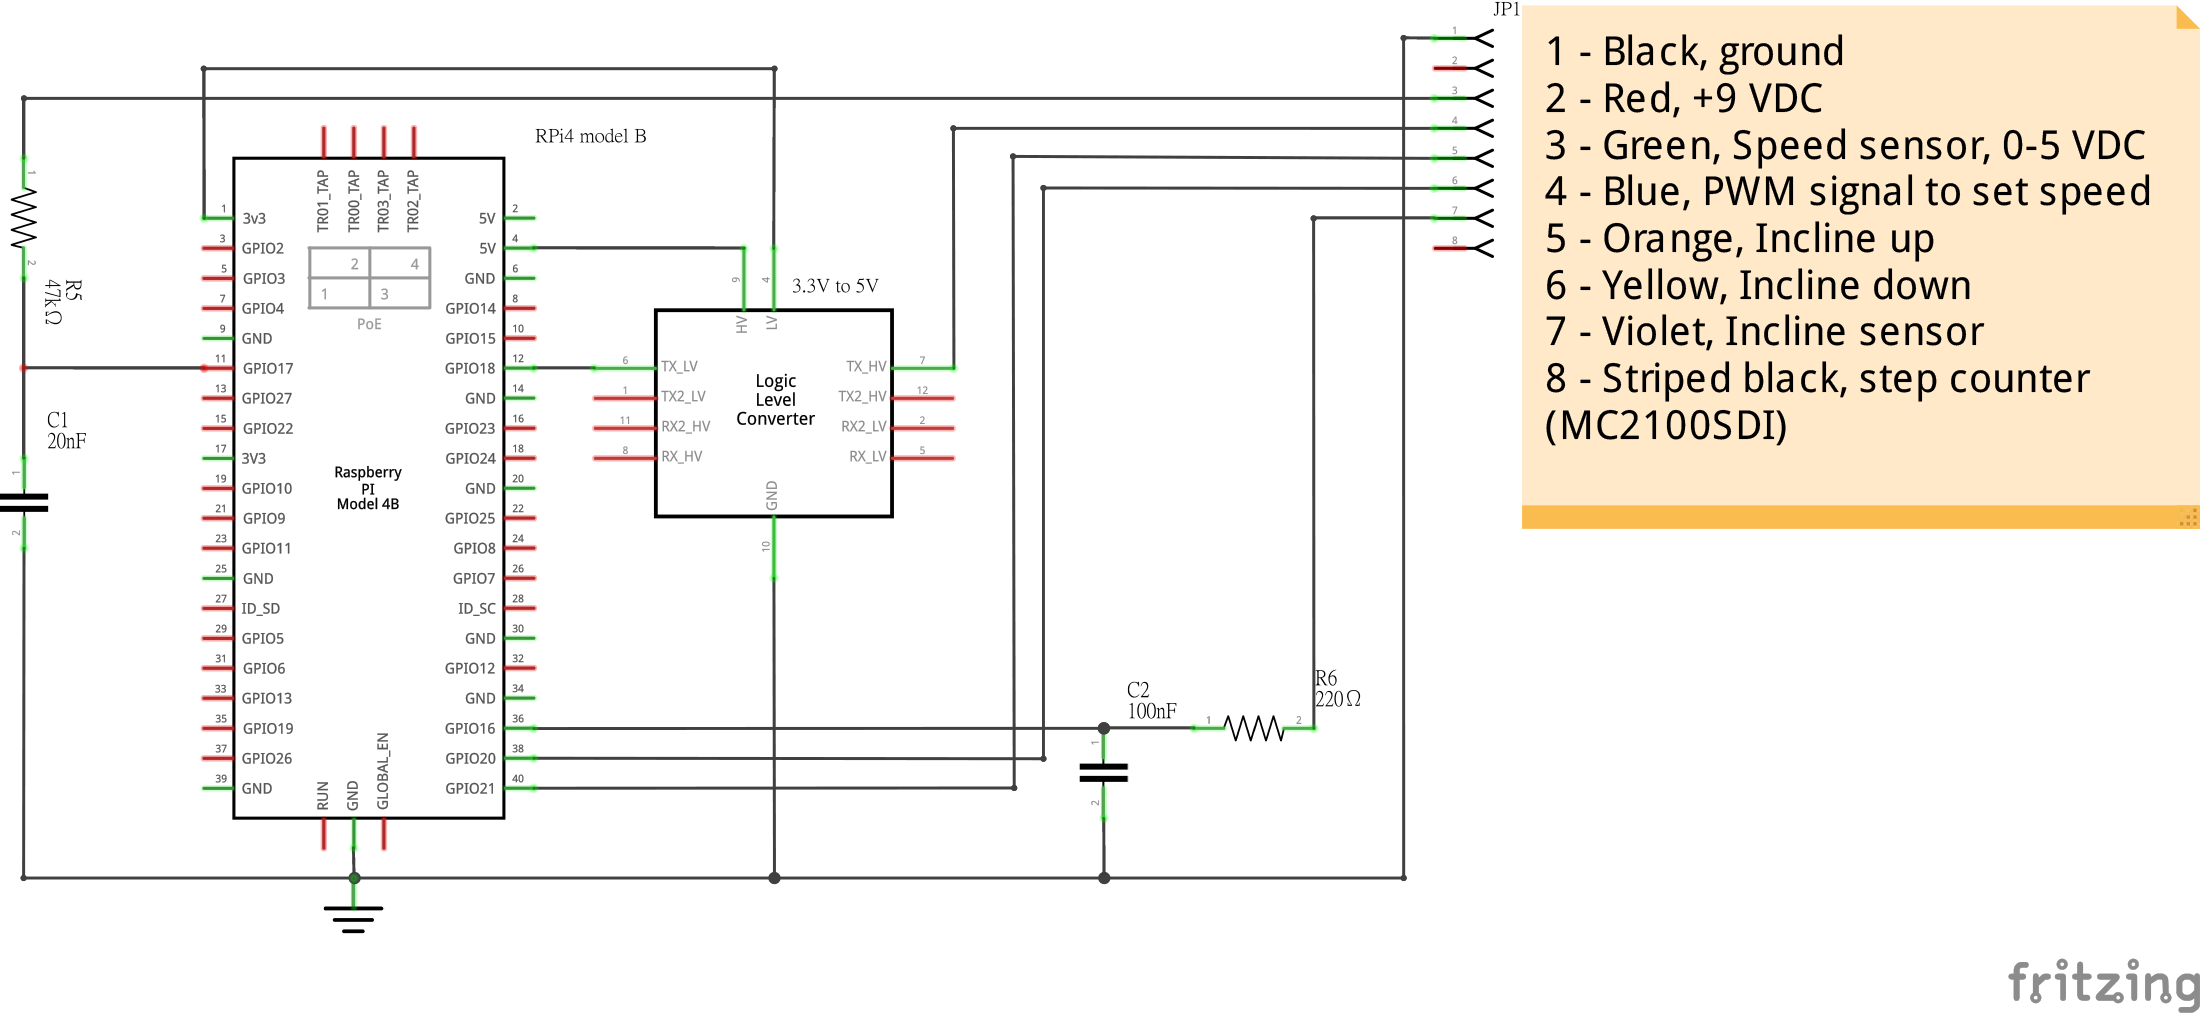 JP1
1 - Black, ground
2 - Red, +9 VDC
3 - Green, Speed sensor, 0-5 VDC
4 - Blue, PWM signal to set speed
5 - Orange, Incline up
6 - Yellow, Incline down
7 - Violet, Incline sensor
8 - Striped black, step counter
(MC2100SDI)
1
2
3
4
5
6
7
8
RPi4 model B
TR01_TAP
TR00_TAP
TR03_TAP
TR02_TAP
2 4
1 3
PoE
1 3v3
3 GPIO2
5 GPIO3
7 GPIO4
9 GND
11 GPIO17
13 GPIO27
15 GPIO22
17 3V3
19 GPIO10
21 GPIO9
23 GPIO11
25 GND
27 ID_SD
29 GPIO5
31 GPIO6
33 GPIO13
35 GPIO19
37 GPIO26
39 GND
Raspberry
PI
Model 4B
5V 2
5V 4
GND 6
GPIO14 8
GPIO15 10
GPIO18 12
GND 14
GPIO23 16
GPIO24 18
GND 20
GPIO25 22
GPIO8 24
GPIO7 26
ID_SC 28
GND 30
GPIO12 32
GND 34
GPIO16 36
GPIO20 38
GPIO21 40
RUN
GND
GLOBAL_EN
1
2
R5
47kΩ
C1
20nF
1
2
3.3V to 5V
9
4
HV
LV
6 TX_LV
1 TX2_LV
11 RX2_HV
8 RX_HV
Logic
Level
Converter
TX_HV 7
TX2_HV 12
RX2_LV 2
RX_LV 5
GND
10
C2
100nF
1
2
R6
220Ω
1
2
fritzing